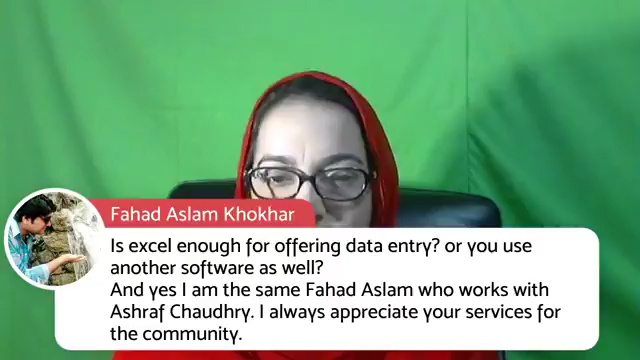 Fahad Aslam Khokhar
Is excel enough for offering data entry? or you use
another software as well?
And yes I am the same Fahad Aslam who works with
Ashraf Chaudhry. I always appreciate your services for
the community.